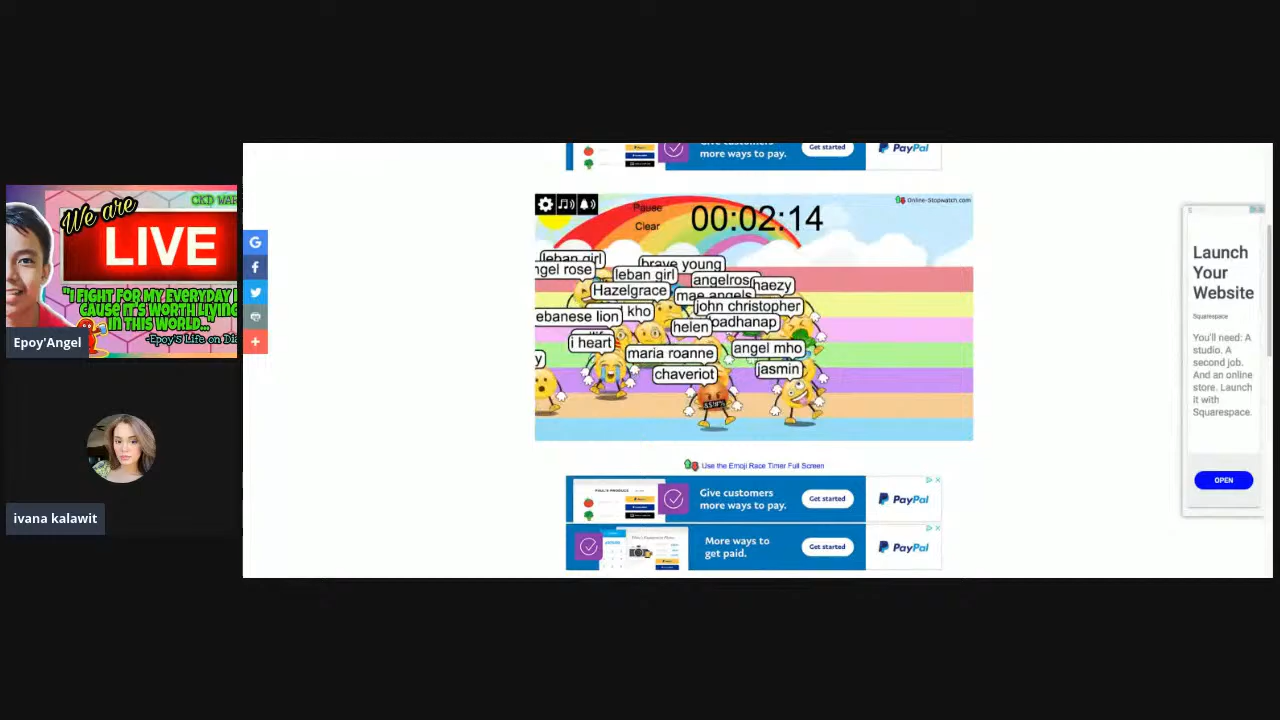 Give customers
more ways to pay.
Get started
PayPal
We are
LIVE
CKD WAR
"I FIGHT FOR MY EVERYDAY
CAUSE IT'S WORTH LIVING
IN THIS WORLD..."
-Epoy's Life on Dia
Epoy'Angel
ivana kalawit
G
f
Pause
Clear
00:02:14
Online-Stopwatch.com
leban girl
ngel rose
brave young
leban girl
angelros
haezy
Hazelgrace
mae angels
john christopher
ebanese lion
kho
padhanap
helen
i heart
angel mho
maria roanne
y
jasmin
chaveriot
Use the Emoji Race Timer Full Screen
Give customers
more ways to pay.
Get started
PayPal
More ways to
get paid.
Get started
PayPal
Launch
Your
Website
Squarespace
You'll need: A
studio. A
second job.
And an online
store. Launch
it with
Squarespace.
OPEN